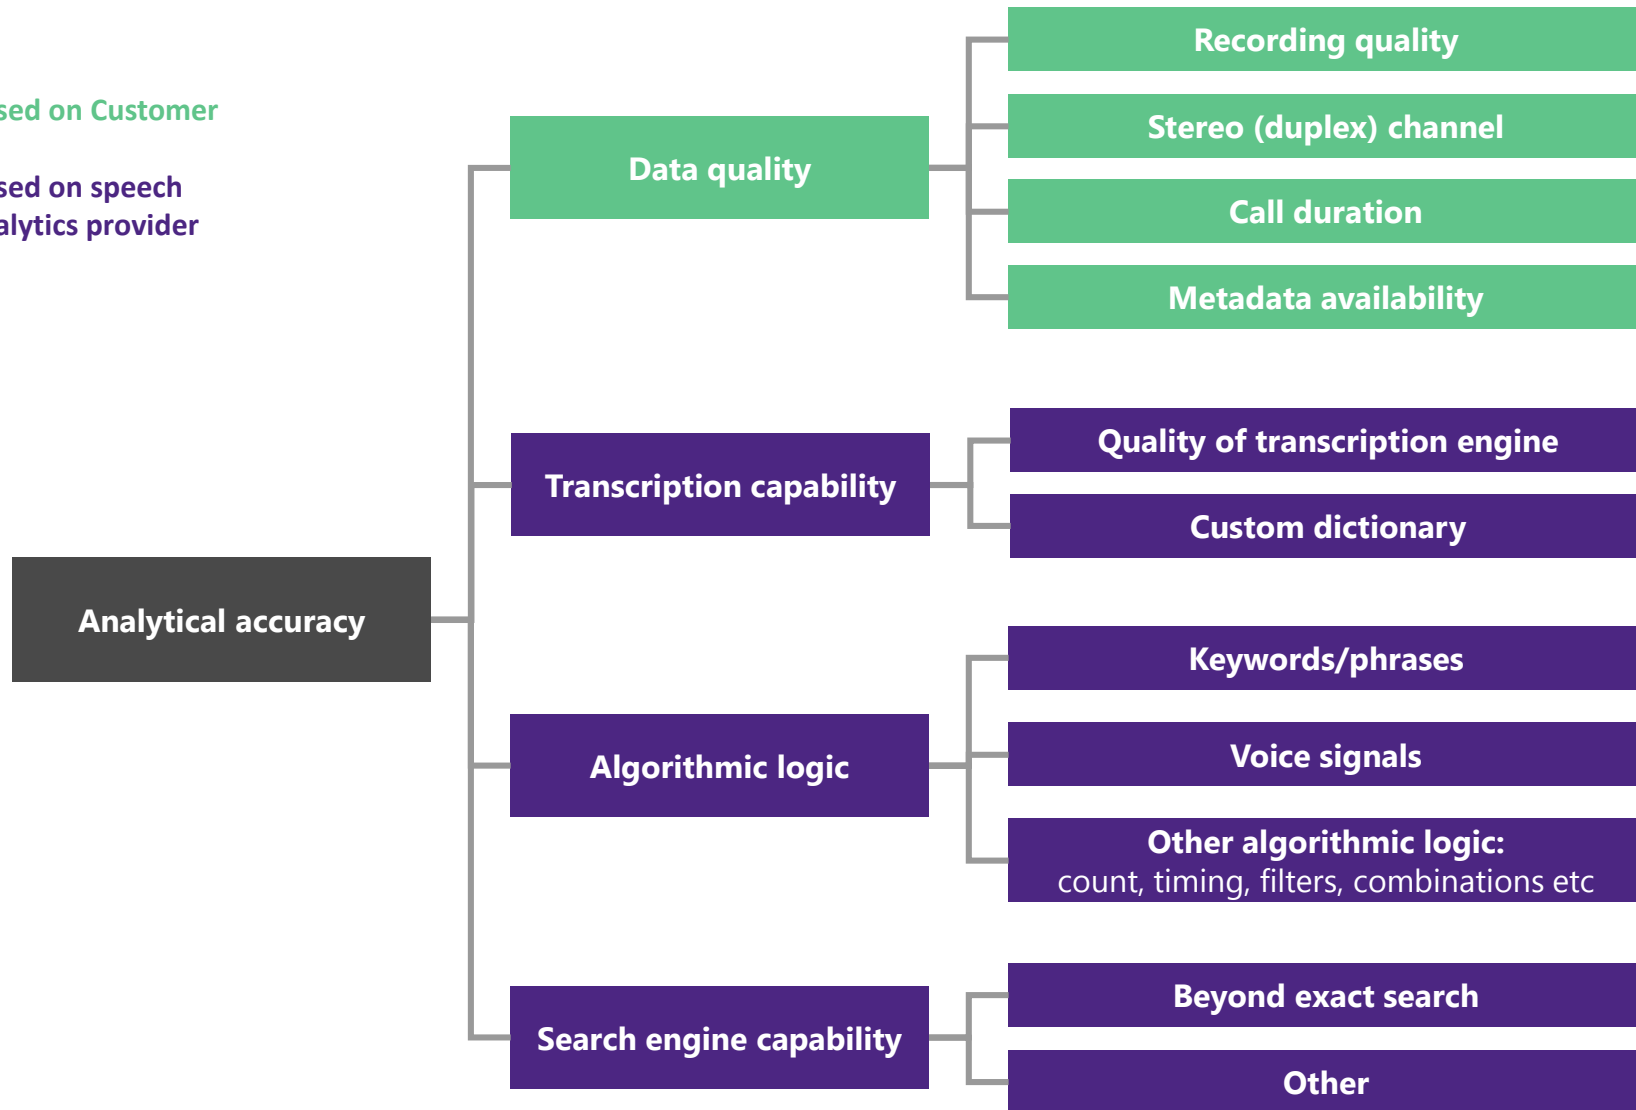 sed on Customer
sed on speech
alytics provider
Analytical accuracy
Data quality
Recording quality
Stereo (duplex) channel
Call duration
Metadata availability
Transcription capability
Quality of transcription engine
Custom dictionary
Algorithmic logic
Keywords/phrases
Voice signals
Other algorithmic logic:
count, timing, filters, combinations etc
Search engine capability
Beyond exact search
Other